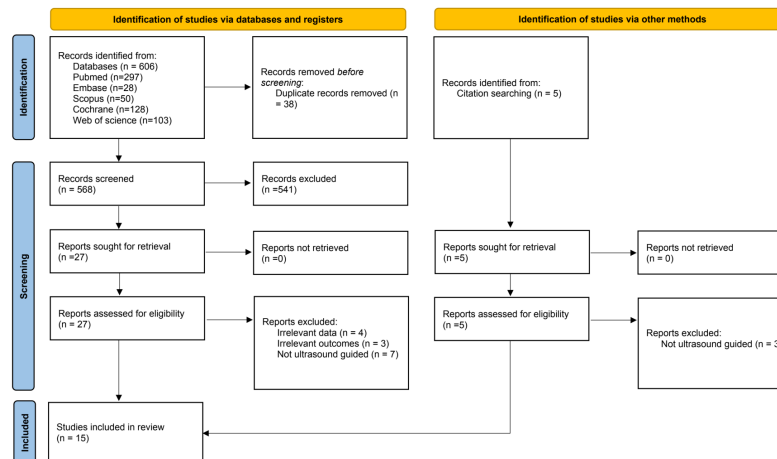 Identification of studies via databases and registers
Identification of studies via other methods
Identification
Records identified from:
Databases (n = 606)
Pubmed (n=297)
Embase (n=28)
Scopus (n=50)
Cochrane (n=128)
Web of science (n=103)
Records removed before
screening:
Duplicate records removed (n
= 38)
Records identified from:
Citation searching (n = 5)
Screening
Records screened
(n = 568)
Records excluded
(n =541)
Reports sought for retrieval
(n =27)
Reports not retrieved
(n =0)
Reports sought for retrieval
(n =5)
Reports not retrieved
(n = 0)
Reports assessed for eligibility
(n = 27)
Reports excluded:
Irrelevant data (n = 4)
Irrelevant outcomes (n = 3)
Not ultrasound guided (n = 7)
Reports assessed for eligibility
(n =5)
Reports excluded:
Not ultrasound guided (n = 3
Included
Studies included in review
(n = 15)